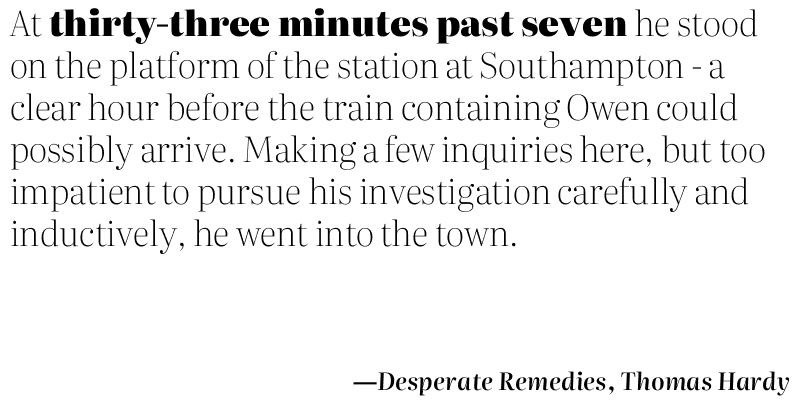 At thirty-three minutes past seven he stood
on the platform of the station at Southampton - a
clear hour before the train containing Owen could
possibly arrive. Making a few inquiries here, but too
impatient to pursue his investigation carefully and
inductively, he went into the town.
—Desperate Remedies, Thomas Hardy